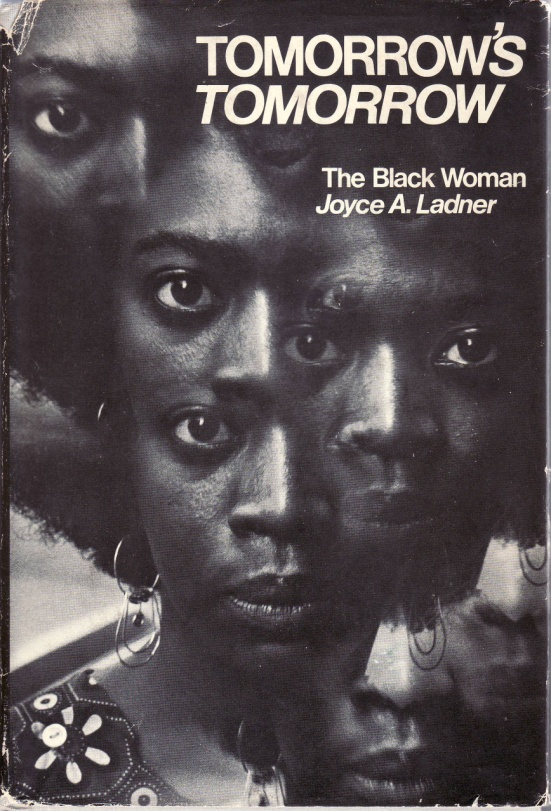 TOMORROW'S
TOMORROW
The Black Woman
Joyce A. Ladner